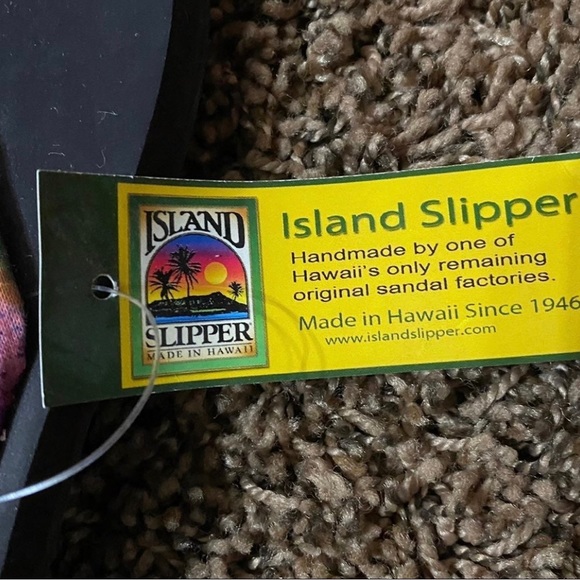 ISLAND
SLIPPER
MADE IN HAWAII
Island Slipper
Handmade by one of
Hawaii's only remaining
original sandal factories.
Made in Hawaii Since 1946
www.islandslipper.com